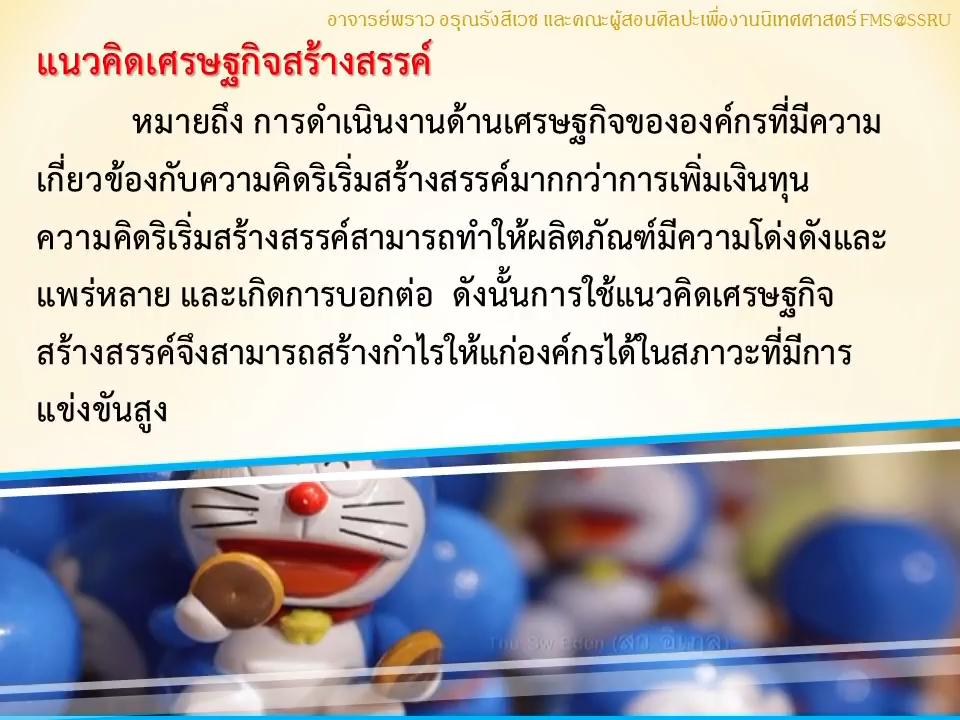 อาจารย์พราว อรุณรังสีเวช และคณะผู้สอนศิลปะเพื่องานนิเทศศาสตร์ FMS@SSRU
แนวคิดเศรษฐกิจสร้างสรรค์
หมายถึง การดำเนินงานด้านเศรษฐกิจขององค์กรที่มีความ
เกี่ยวข้องกับความคิดริเริ่มสร้างสรรค์มากกว่าการเพิ่มเงินทุน
ความคิดริเริ่มสร้างสรรค์สามารถทำให้ผลิตภัณฑ์มีความโด่งดังและ
แพร่หลาย และเกิดการบอกต่อ ดังนั้นการใช้แนวคิดเศรษฐกิจ
สร้างสรรค์จึงสามารถสร้างกำไรให้แก่องค์กรได้ในสภาวะที่มีการ
แข่งขันสูง